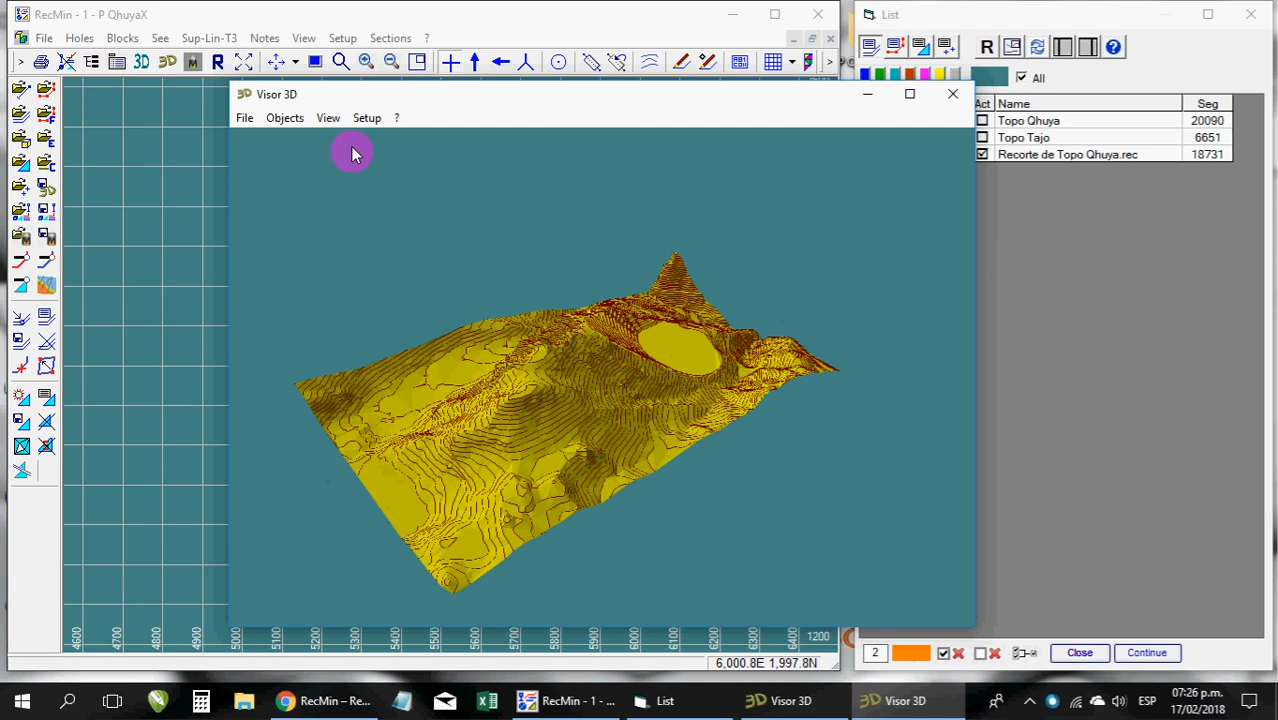 RecMin - 1 - P QhuyaX
File Holes Blocks See Sup-Lin-T3 Notes View Setup Sections ?
3D 3D M R
Visor 3D
File Objects View Setup ?
List
R
All
Act Name Seg
Topo Qhuya 20090
Topo Tajo 6651
Recorte de Topo Qhuya.rec 18731
4600 4700 4800 4900 5000 5100 5200 5300 5400 5500 5600 5700 5800 5900 6000 6100 6200 6300 6400 1200
6,000.8E 1,997.8N
2 Close Continue
RecMin – Re...
RecMin - 1 - ...
List
Visor 3D
Visor 3D
ESP
07:26 p.m.
17/02/2018